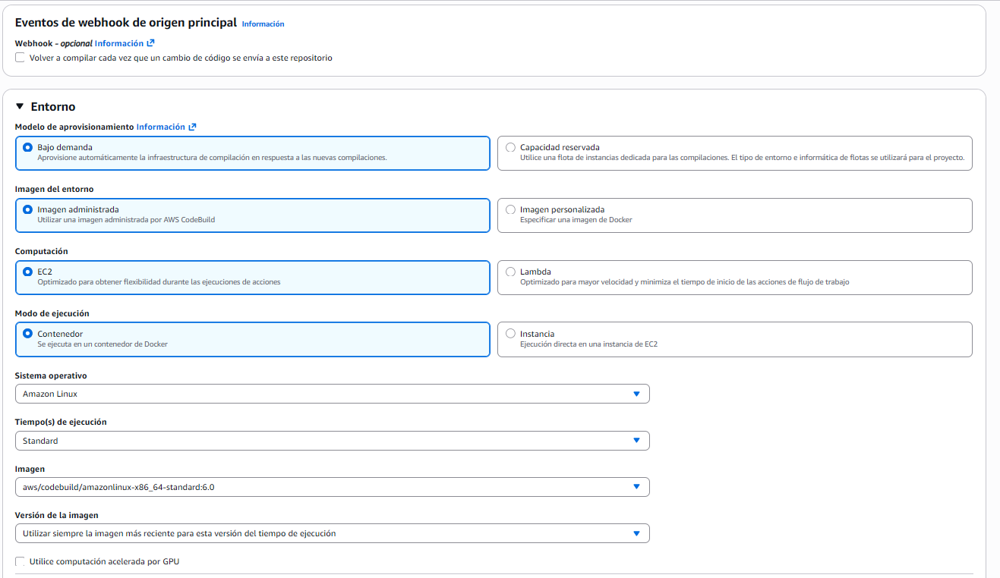 Eventos de webhook de origen principal Información
Webhook - opcional Información
Volver a compilar cada vez que un cambio de código se envía a este repositorio
Entorno
Modelo de aprovisionamiento Información
Bajo demanda
Aprovisione automáticamente la infraestructura de compilación en respuesta a las nuevas compilaciones.
Capacidad reservada
Utilice una flota de instancias dedicada para las compilaciones. El tipo de entorno e informática de flotas se utilizará para el proyecto.
Imagen del entorno
Imagen administrada
Utilizar una imagen administrada por AWS CodeBuild
Imagen personalizada
Especificar una imagen de Docker
Computación
EC2
Optimizado para obtener flexibilidad durante las ejecuciones de acciones
Lambda
Optimizado para mayor velocidad y minimiza el tiempo de inicio de las acciones de flujo de trabajo
Modo de ejecución
Contenedor
Se ejecuta en un contenedor de Docker
Instancia
Ejecución directa en una instancia de EC2
Sistema operativo
Amazon Linux
Tiempo(s) de ejecución
Standard
Imagen
aws/codebuild/amazonlinux-x86_64-standard:6.0
Versión de la imagen
Utilizar siempre la imagen más reciente para esta versión del tiempo de ejecución
Utilice computación acelerada por GPU